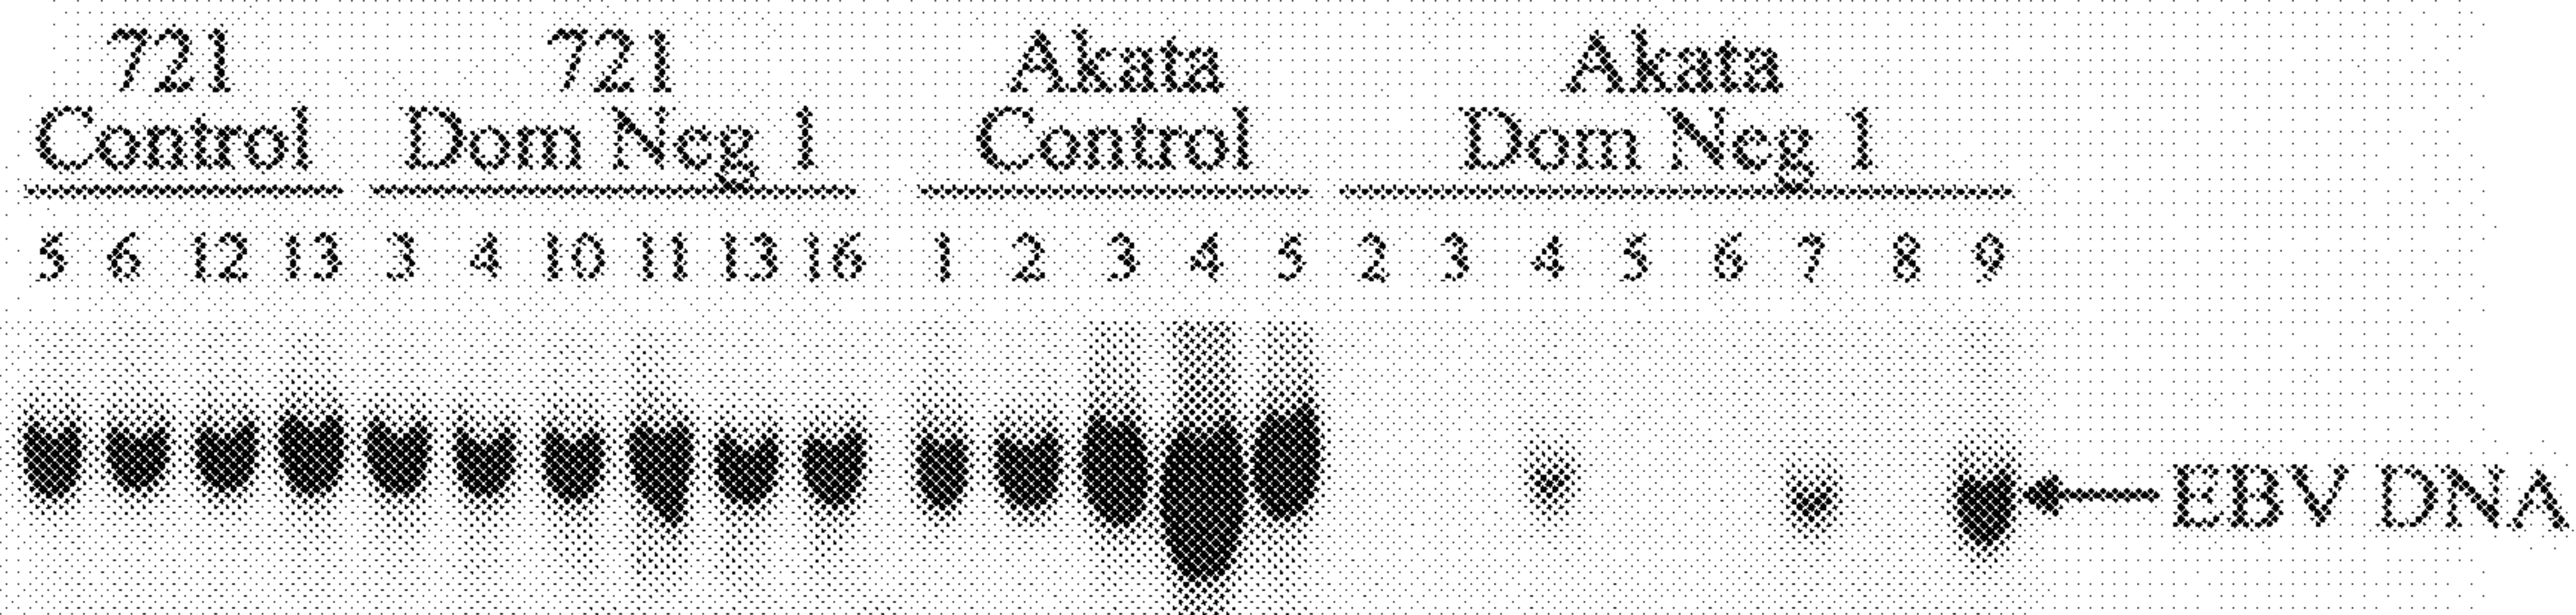 721 721 Akata Akata
Control Dom Neg 1 Control Dom Neg 1
5 6 12 13 3 4 10 11 13 16 1 2 3 4 5 2 3 4 5 6 7 8 9
EBV DNA